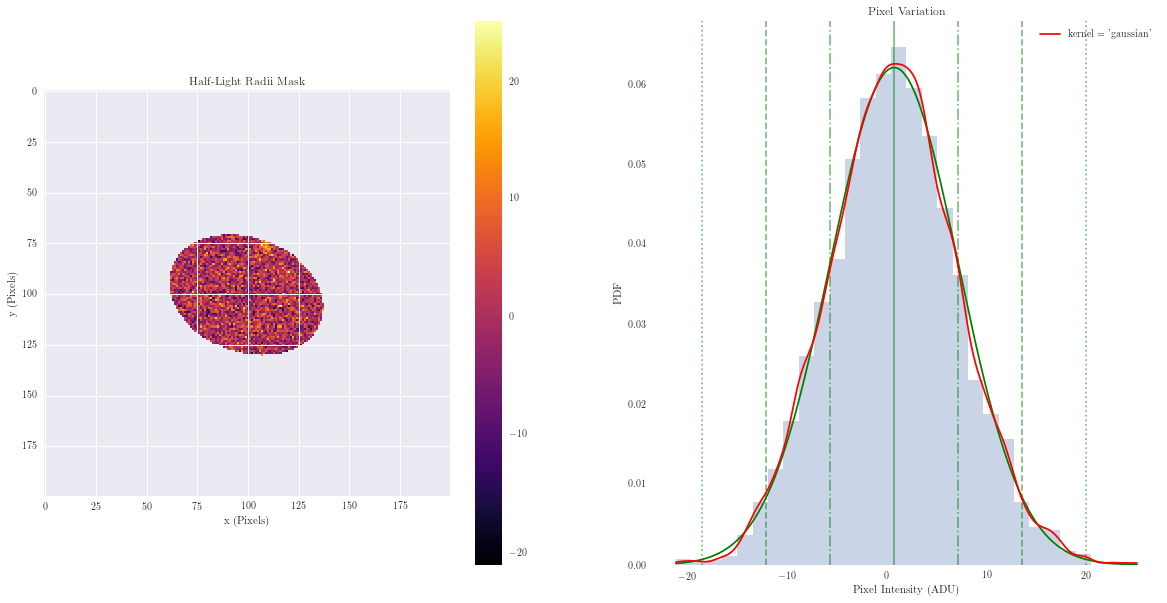 Half-Light Radii Mask
0
25
50
75
100
125
150
175
y (Pixels)
0 25 50 75 100 125 150 175
x (Pixels)
20
10
0
−10
−20
Pixel Variation
kernel = 'gaussian'
0.06
0.05
0.04
0.03
0.02
0.01
0.00
PDF
−20 −10 0 10 20
Pixel Intensity (ADU)